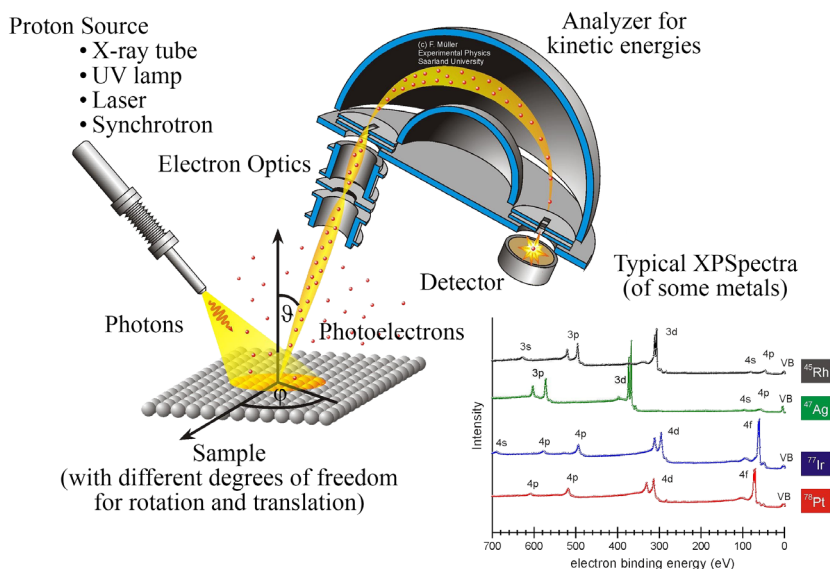 Proton Source
• X-ray tube
• UV lamp
• Laser
• Synchrotron
Analyzer for
kinetic energies
(c) F. Müller
Experimental Physics
Saarland University
Electron Optics
Detector
Photons
ϑ
Photoelectrons
φ
Sample
(with different degrees of freedom
for rotation and translation)
Typical XPSpectra
(of some metals)
Intensity
3s 3p 3d 4s 4p VB ⁴⁵Rh
3p 3d 4s 4p VB ⁴⁷Ag
4s 4p 4p 4d 4f VB ⁷⁷Ir
4p 4p 4d 4f VB ⁷⁸Pt
700 600 500 400 300 200 100 0
electron binding energy (eV)